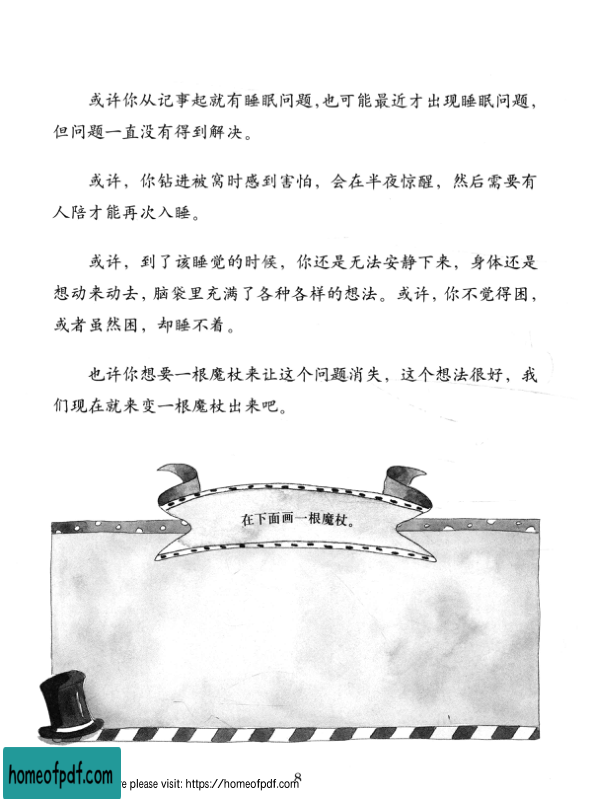 或许你从记事起就有睡眠问题，也可能最近才出现睡眠问题，
但问题一直没有得到解决。
或许，你钻进被窝时感到害怕，会在半夜惊醒，然后需要有
人陪才能再次入睡。
或许，到了该睡觉的时候，你还是无法安静下来，身体还是
想动来动去，脑袋里充满了各种各样的想法。或许，你不觉得困，
或者虽然困，却睡不着。
也许你想要一根魔杖来让这个问题消失，这个想法很好，我
们现在就来变一根魔杖出来吧。
在下面画一根魔杖。
8
homeofpdf.com
re please visit: https://homeofpdf.com